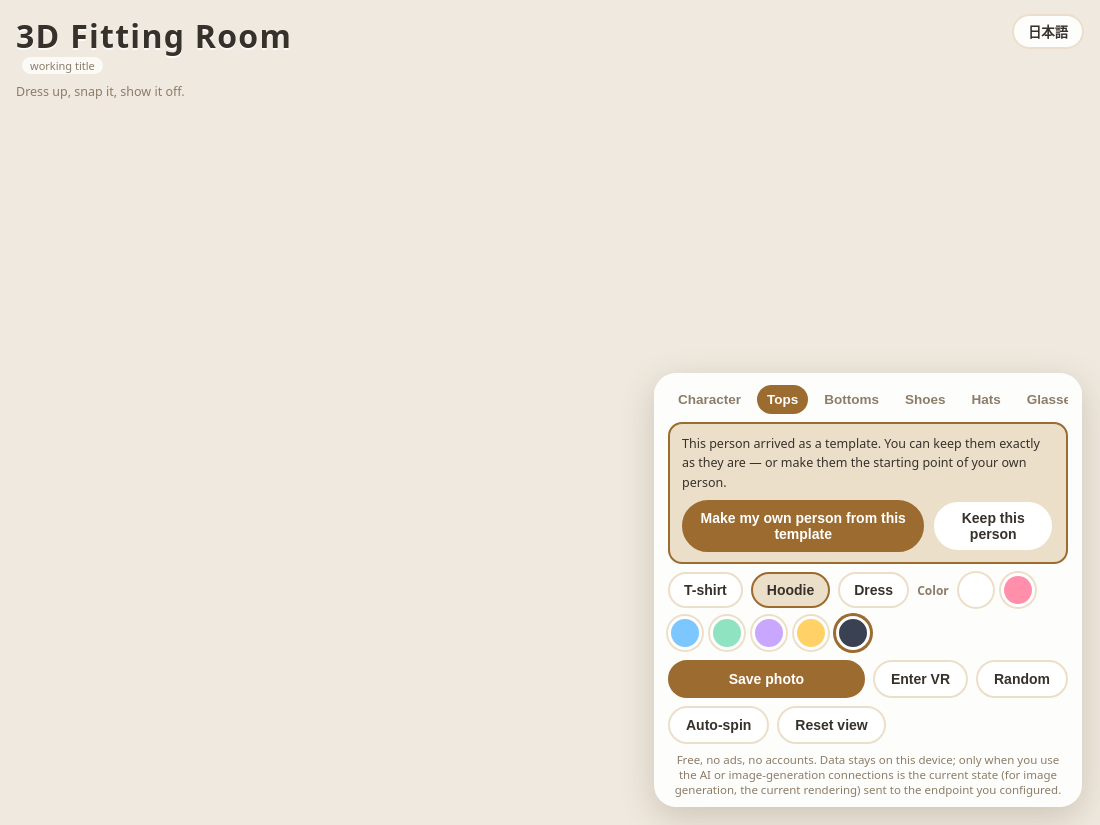 3D Fitting Room
working title
Dress up, snap it, show it off.
日本語
Character Tops Bottoms Shoes Hats Glasse
This person arrived as a template. You can keep them exactly
as they are — or make them the starting point of your own
person.
Make my own person from this
template
Keep this
person
T-shirt Hoodie Dress Color
Save photo Enter VR Random
Auto-spin Reset view
Free, no ads, no accounts. Data stays on this device; only when you use
the AI or image-generation connections is the current state (for image
generation, the current rendering) sent to the endpoint you configured.